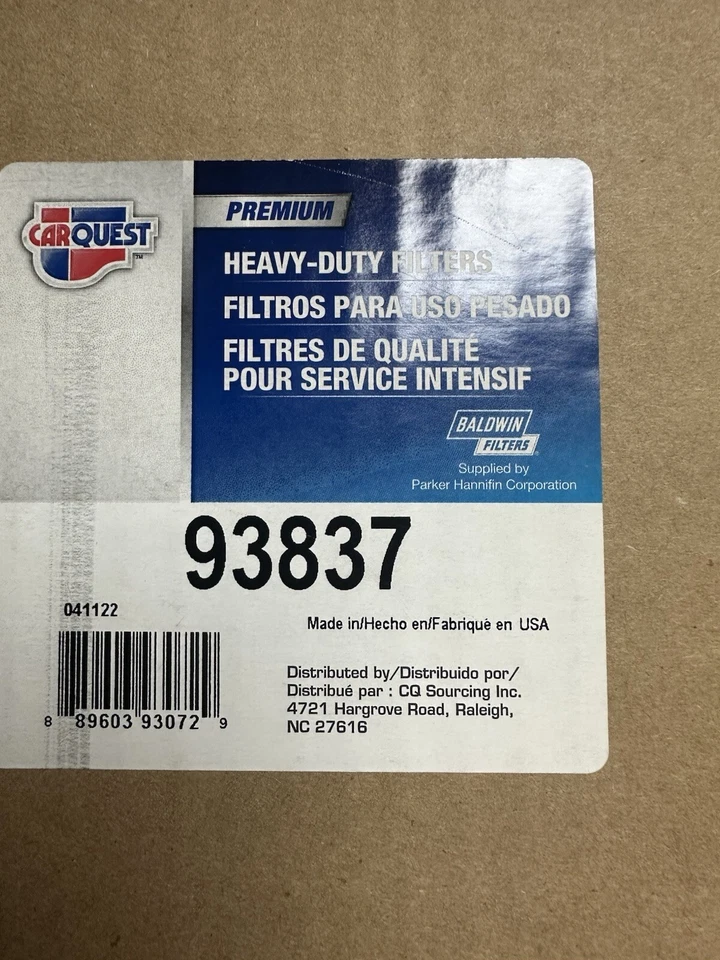 CARQUEST™
PREMIUM
HEAVY-DUTY FILTERS
FILTROS PARA USO PESADO
FILTRES DE QUALITÉ
POUR SERVICE INTENSIF
BALDWIN
FILTERS®
Supplied by
Parker Hannifin Corporation
93837
041122
Made in/Hecho en/Fabriqué en USA
8 89603 93072 9
Distributed by/Distribuido por/
Distribué par : CQ Sourcing Inc.
4721 Hargrove Road, Raleigh,
NC 27616